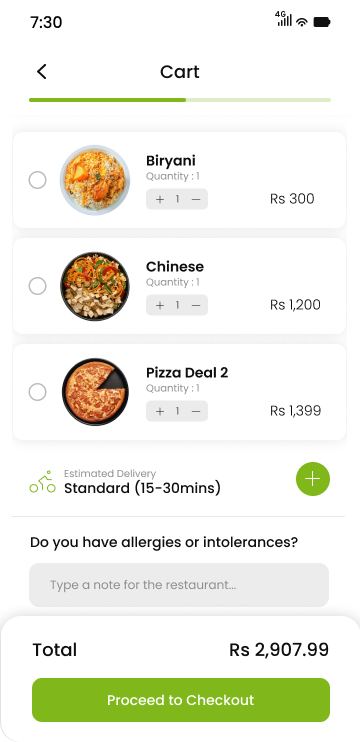 7:30
4G
Cart
Biryani
Quantity : 1
+ 1 −
Rs 300
Chinese
Quantity : 1
+ 1 −
Rs 1,200
Pizza Deal 2
Quantity : 1
+ 1 −
Rs 1,399
Estimated Delivery
Standard (15-30mins)
+
Do you have allergies or intolerances?
Type a note for the restaurant...
Total Rs 2,907.99
Proceed to Checkout